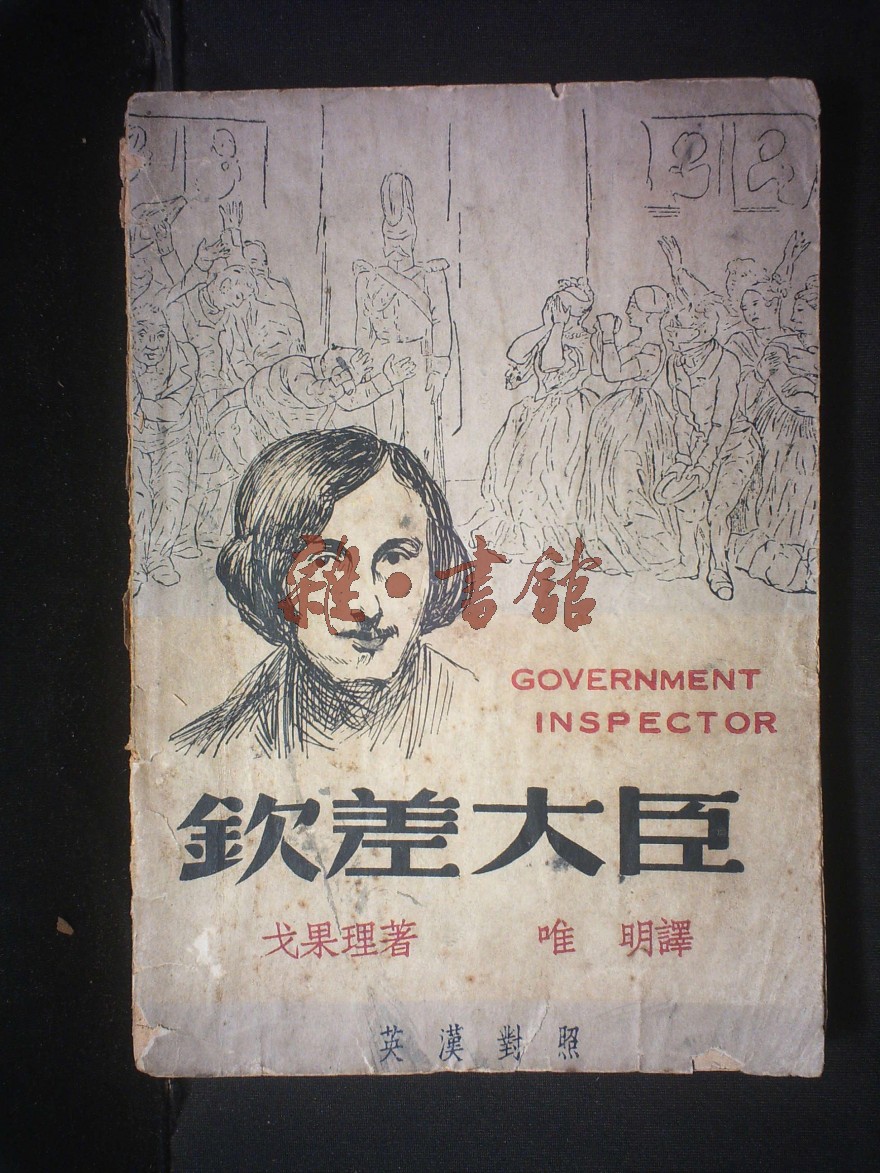 雜·書館
GOVERNMENT
INSPECTOR
欽差大臣
戈果理著 唯明譯
英漢對照